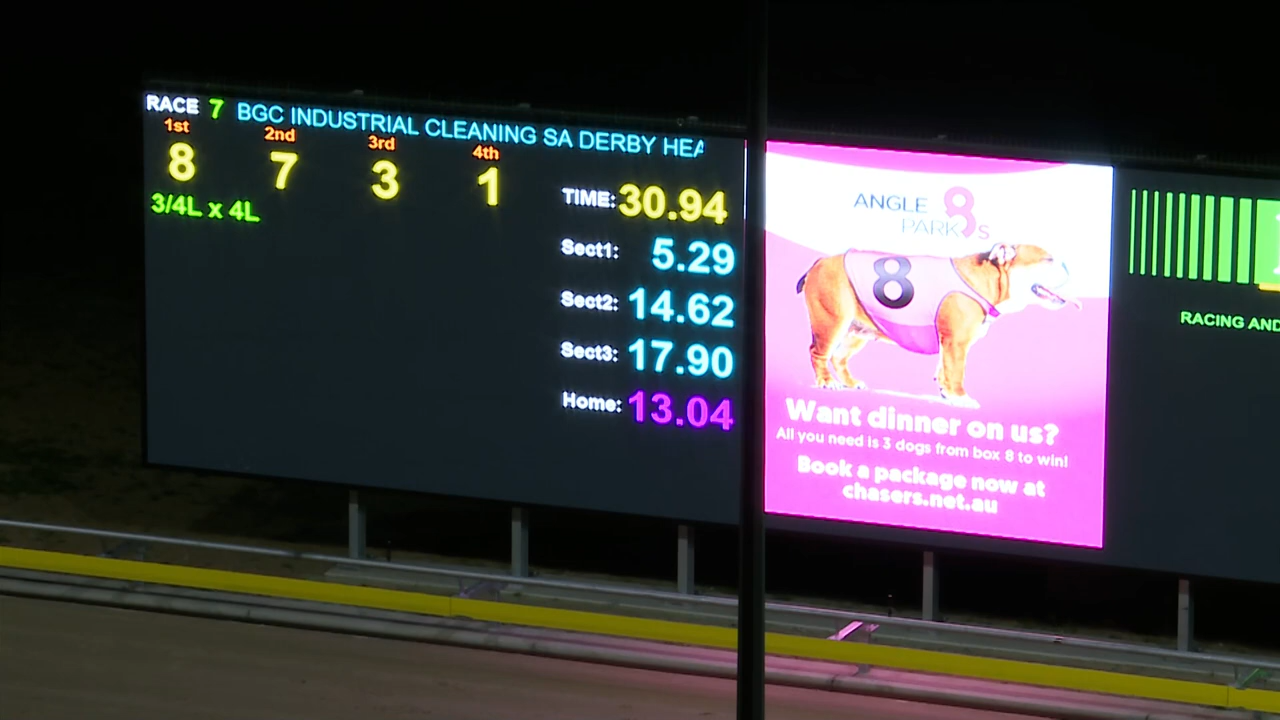 RACE 7 BGC INDUSTRIAL CLEANING SA DERBY HEA
1st 2nd 3rd 4th
8 7 3 1
3/4L x 4L
TIME: 30.94
Sect1: 5.29
Sect2: 14.62
Sect3: 17.90
Home: 13.04
ANGLE
PARK 8s
8
Want dinner on us?
All you need is 3 dogs from box 8 to win!
Book a package now at
chasers.net.au
RACING AND